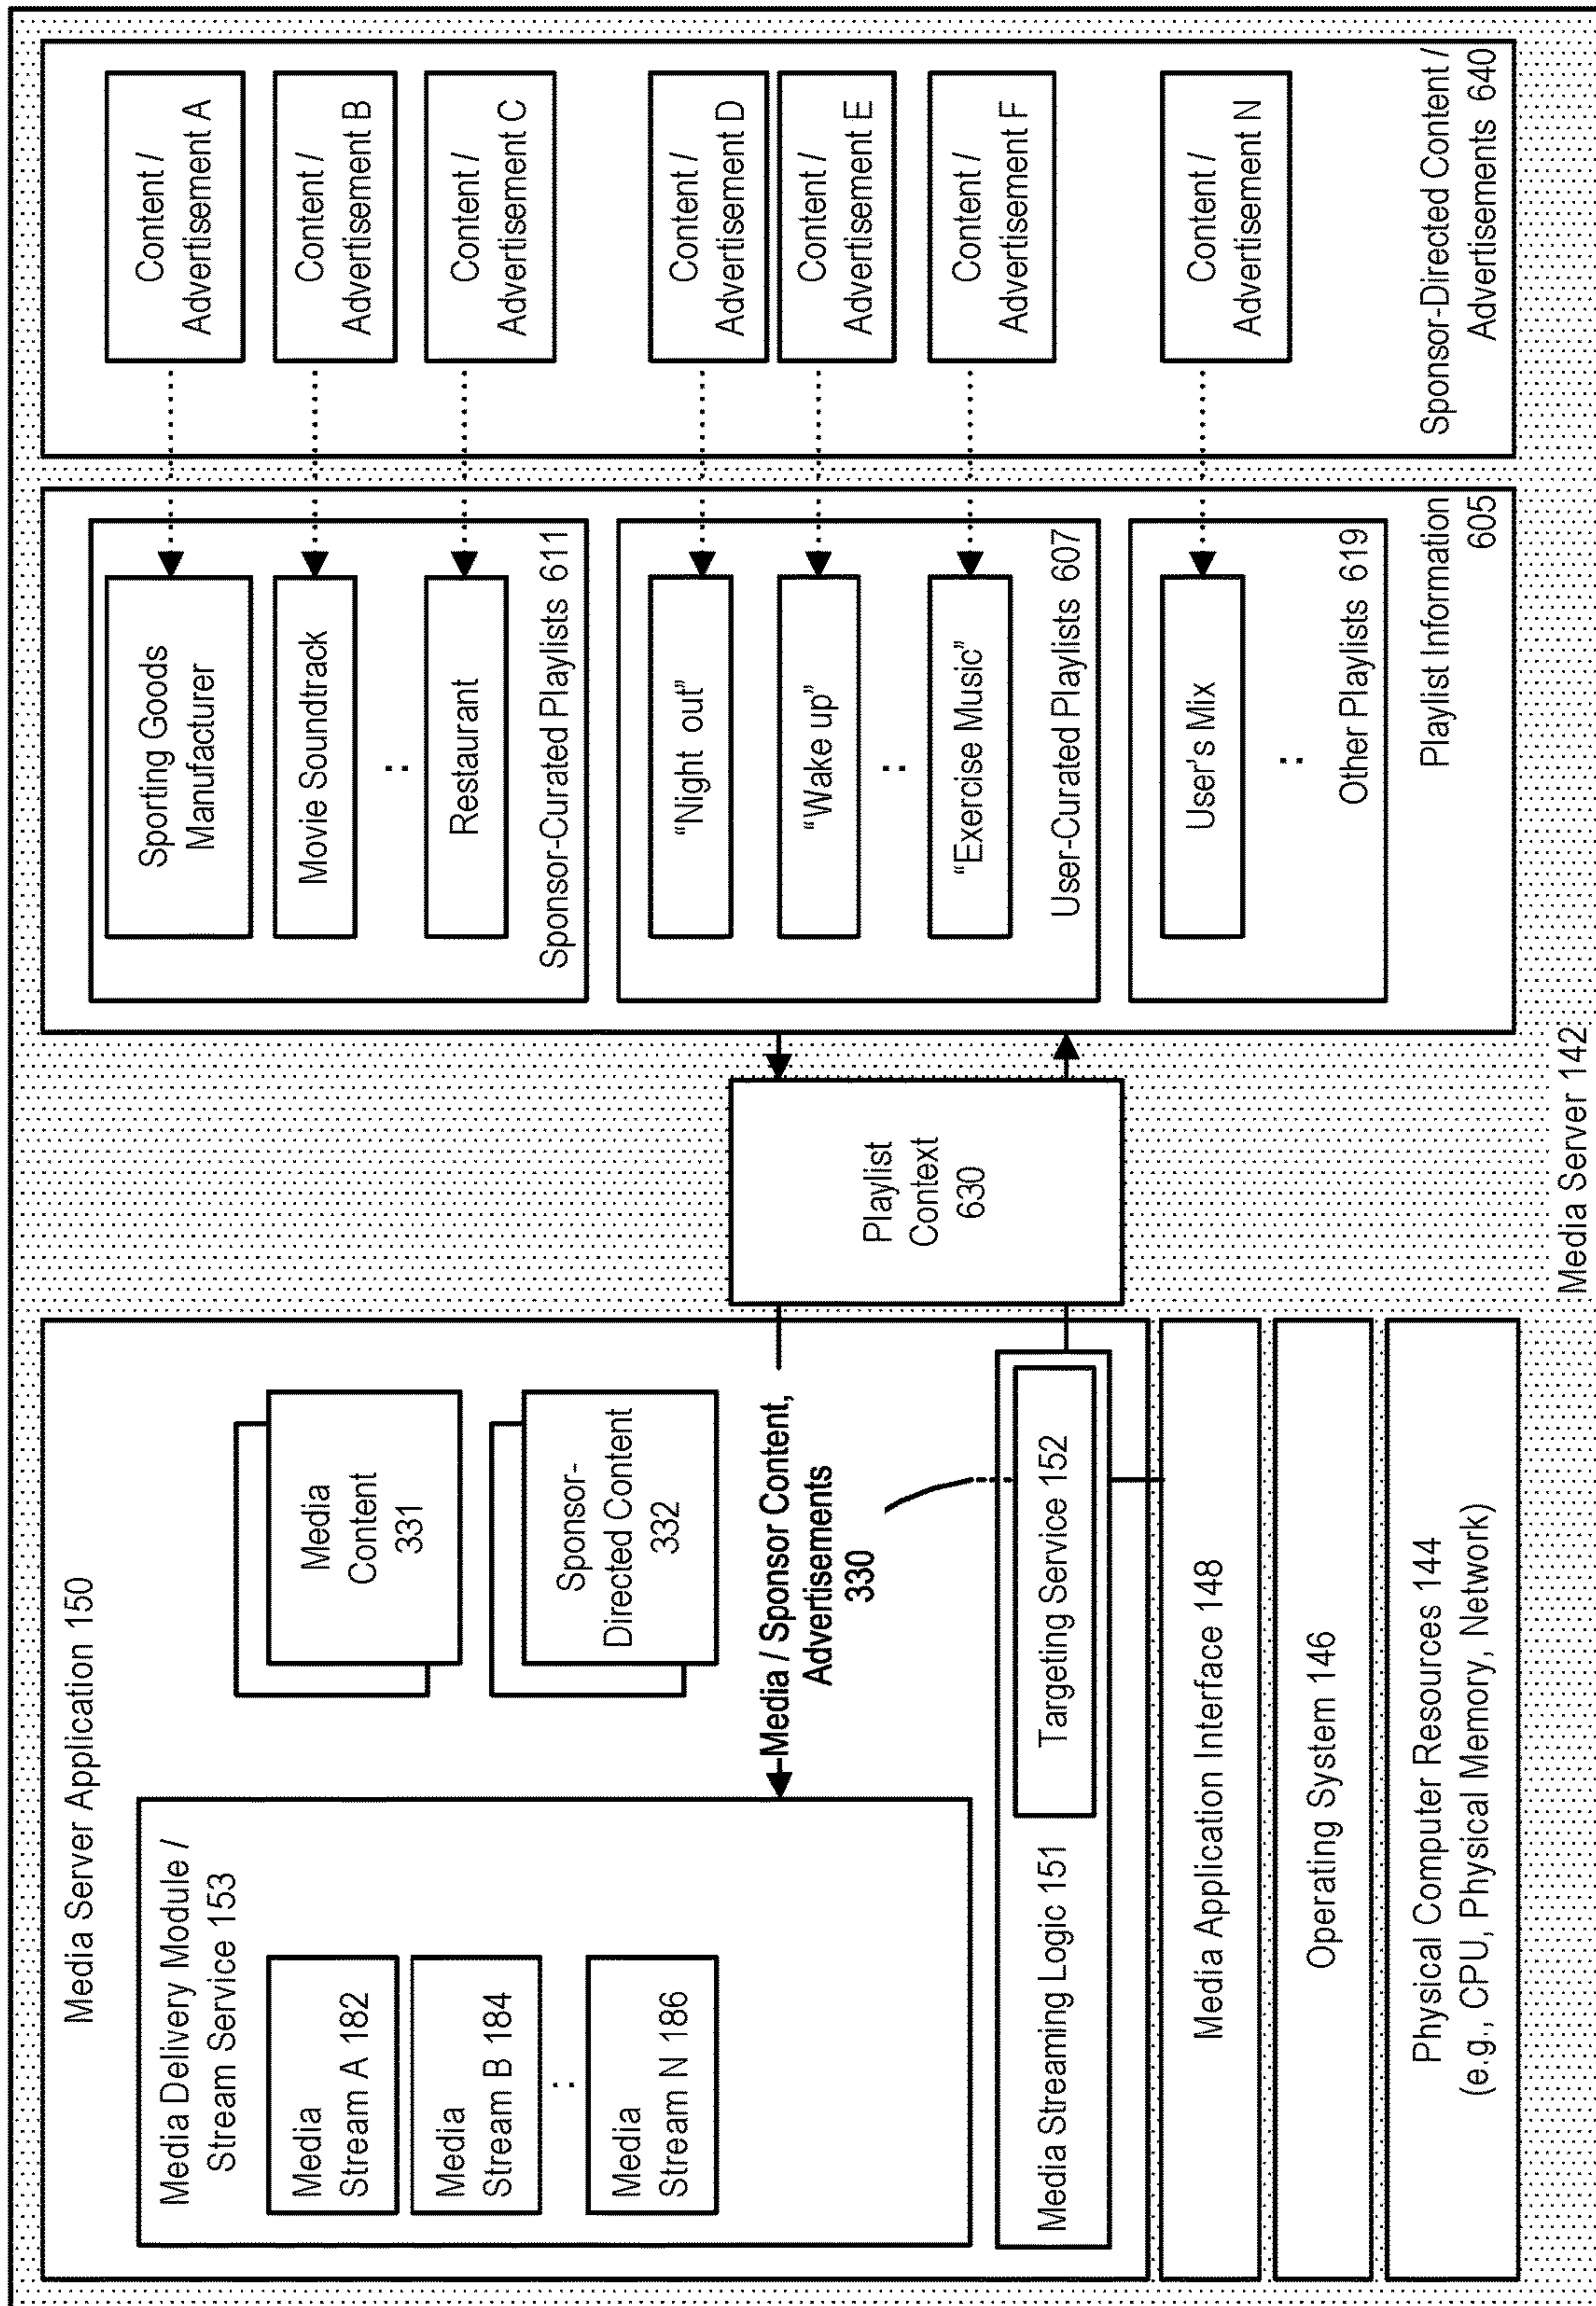 Media Server Application 150
Media Delivery Module /
Stream Service 153
Media
Stream A 182
Media
Stream B 184
:
Media
Stream N 186
Media
Content
331
Sponsor-
Directed Content
332
Media / Sponsor Content,
Advertisements
330
Media Streaming Logic 151
Targeting Service 152
Media Application Interface 148
Operating System 146
Physical Computer Resources 144
(e.g., CPU, Physical Memory, Network)
Playlist
Context
630
Sporting Goods
Manufacturer
Movie Soundtrack
:
Restaurant
Sponsor-Curated Playlists 611
“Night out”
“Wake up”
:
“Exercise Music”
User-Curated Playlists 607
User's Mix
:
Other Playlists 619
Playlist Information
605
Content /
Advertisement A
Content /
Advertisement B
Content /
Advertisement C
Content /
Advertisement D
Content /
Advertisement E
Content /
Advertisement F
Content /
Advertisement N
Sponsor-Directed Content /
Advertisements 640
Media Server 142